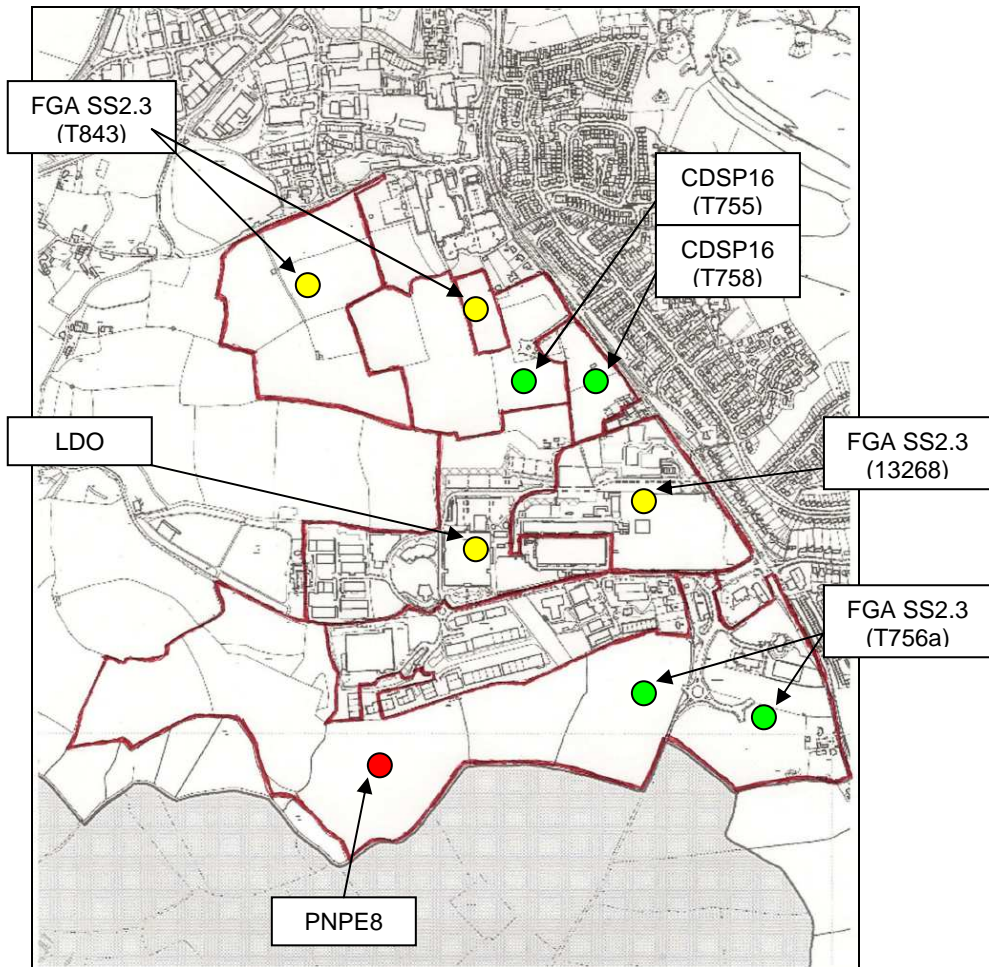 FGA SS2.3
(T843)
CDSP16
(T755)
CDSP16
(T758)
LDO
FGA SS2.3
(13268)
FGA SS2.3
(T756a)
PNPE8